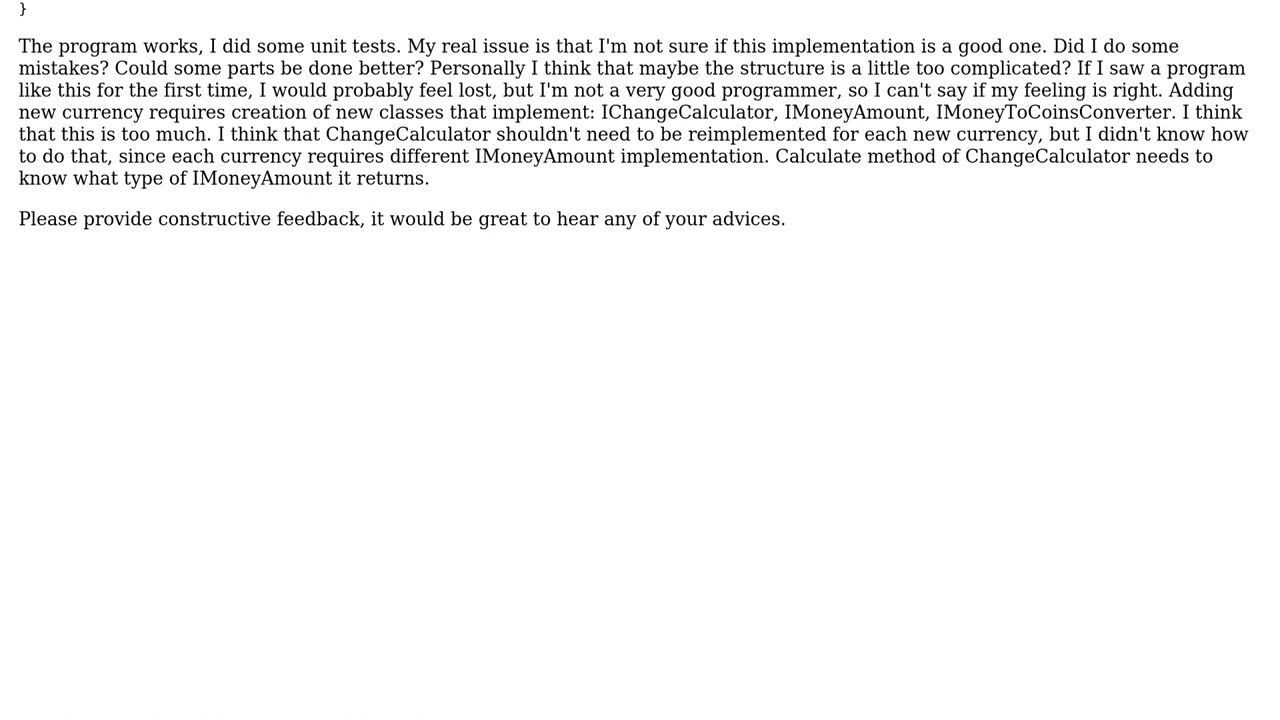 }
The program works, I did some unit tests. My real issue is that I'm not sure if this implementation is a good one. Did I do some
mistakes? Could some parts be done better? Personally I think that maybe the structure is a little too complicated? If I saw a program
like this for the first time, I would probably feel lost, but I'm not a very good programmer, so I can't say if my feeling is right. Adding
new currency requires creation of new classes that implement: IChangeCalculator, IMoneyAmount, IMoneyToCoinsConverter. I think
that this is too much. I think that ChangeCalculator shouldn't need to be reimplemented for each new currency, but I didn't know how
to do that, since each currency requires different IMoneyAmount implementation. Calculate method of ChangeCalculator needs to
know what type of IMoneyAmount it returns.
Please provide constructive feedback, it would be great to hear any of your advices.